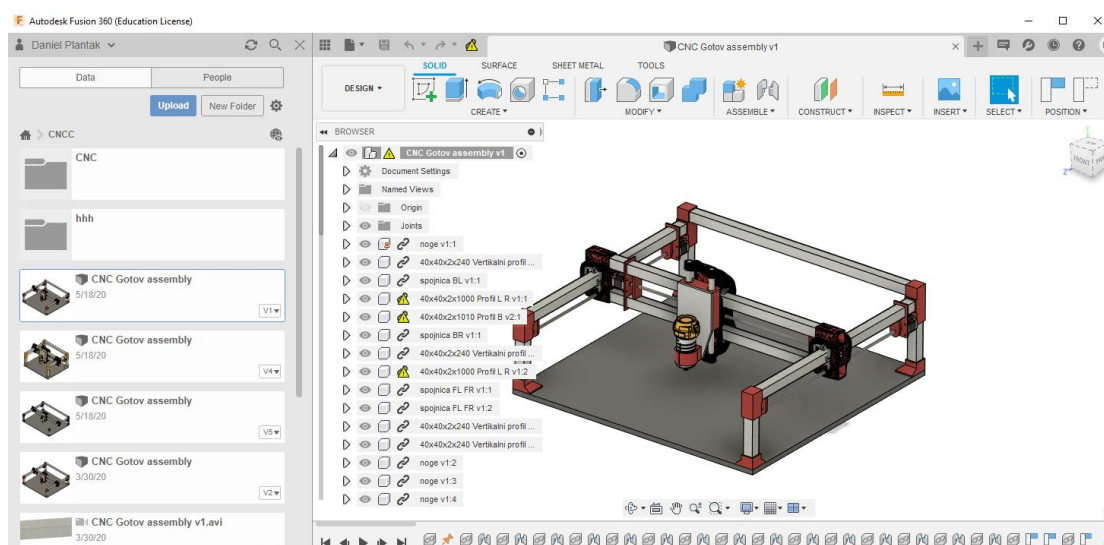 Autodesk Fusion 360 (Education License)
Daniel Plantak
CNC Gotov assembly v1
Data
People
Upload
New Folder
CNCC
CNC
hhh
CNC Gotov assembly
5/18/20
V1
CNC Gotov assembly
5/18/20
V4
CNC Gotov assembly
5/18/20
V5
CNC Gotov assembly
3/30/20
V2
CNC Gotov assembly v1.avi
3/30/20
SOLID
SURFACE
SHEET METAL
TOOLS
DESIGN
CREATE
MODIFY
ASSEMBLE
CONSTRUCT
INSPECT
INSERT
SELECT
POSITION
BROWSER
CNC Gotov assembly v1
Document Settings
Named Views
Origin
Joints
noge v1:1
40x40x2x240 Vertikalni profil ...
spojnica BL v1:1
40x40x2x1000 Profil L R v1:1
40x40x2x1010 Profil B v2:1
spojnica BR v1:1
40x40x2x240 Vertikalni profil ...
40x40x2x1000 Profil L R v1:2
spojnica FL FR v1:1
spojnica FL FR v1:2
40x40x2x240 Vertikalni profil ...
40x40x2x240 Vertikalni profil ...
noge v1:2
noge v1:3
noge v1:4
Y
Z
FRONT